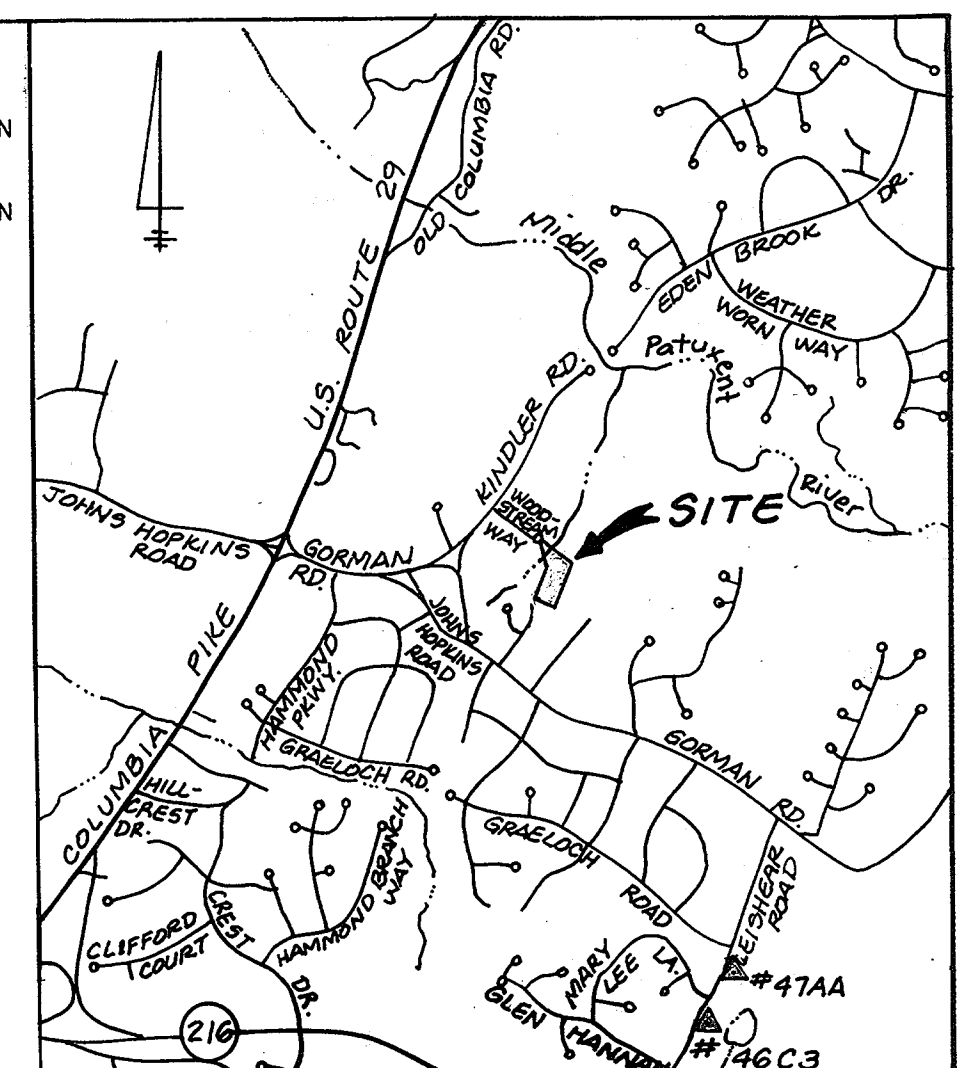 N
N
OLD COLUMBIA RD.
U.S. ROUTE 29
Middle
Patuxent
River
EDEN BROOK DR.
WEATHER
WORN WAY
KINDLER RD.
WOOD-
STREAM
WAY
SITE
JOHNS HOPKINS
ROAD
GORMAN
RD.
JOHNS
HOPKINS
ROAD
COLUMBIA PIKE
HAMMOND
PKWY.
GRAELOCH RD.
GORMAN RD.
HILL-
CREST
DR.
GRAELOCH ROAD
LEISHEAR
ROAD
HAMMOND BRANCH
WAY
CLIFFORD
COURT
CREST DR.
MARY
LEE LA.
GLEN HANNAH
#47AA
# 46C3
216